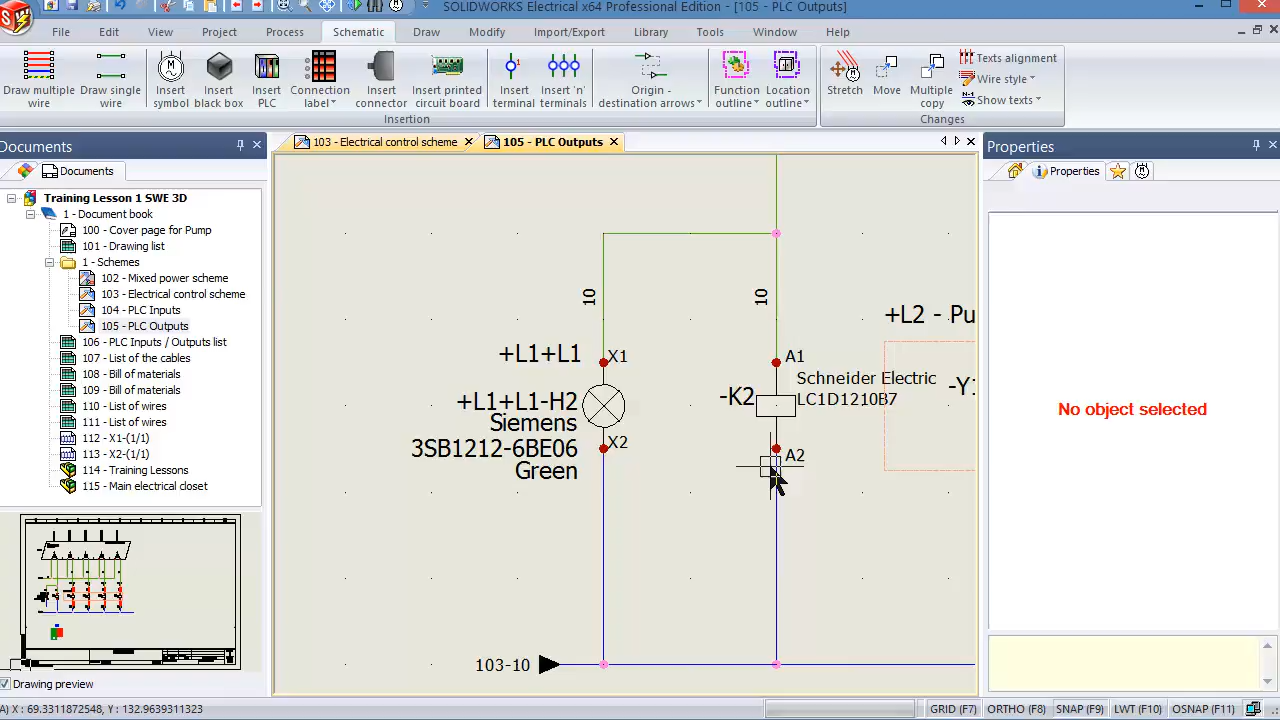 SOLIDWORKS Electrical x64 Professional Edition - [105 - PLC Outputs]
File Edit View Project Process Schematic Draw Modify Import/Export Library Tools Window Help
Draw multiple wire
Draw single wire
Insert symbol
Insert black box
Insert PLC
Connection label
Insert connector
Insert printed circuit board
Insert terminal
Insert 'n' terminals
Origin - destination arrows
Function outline
Location outline
Stretch
Move
Multiple copy
Texts alignment
Wire style
Show texts
Insertion
Changes
Documents
Documents
Training Lesson 1 SWE 3D
1 - Document book
100 - Cover page for Pump
101 - Drawing list
1 - Schemes
102 - Mixed power scheme
103 - Electrical control scheme
104 - PLC Inputs
105 - PLC Outputs
106 - PLC Inputs / Outputs list
107 - List of the cables
108 - Bill of materials
109 - Bill of materials
110 - List of wires
111 - List of wires
112 - X1-(1/1)
113 - X2-(1/1)
114 - Training Lessons
115 - Main electrical closet
Drawing preview
103 - Electrical control scheme
105 - PLC Outputs
10
10
+L1+L1
X1
+L1+L1-H2
Siemens
3SB1212-6BE06
Green
X2
A1
Schneider Electric
-K2
LC1D1210B7
A2
+L2 - Pu
-Y1
103-10
Properties
Properties
No object selected
X : 69.3311872548, Y : 132.9639311323
GRID (F7) ORTHO (F8) SNAP (F9) LWT (F10) OSNAP (F11)